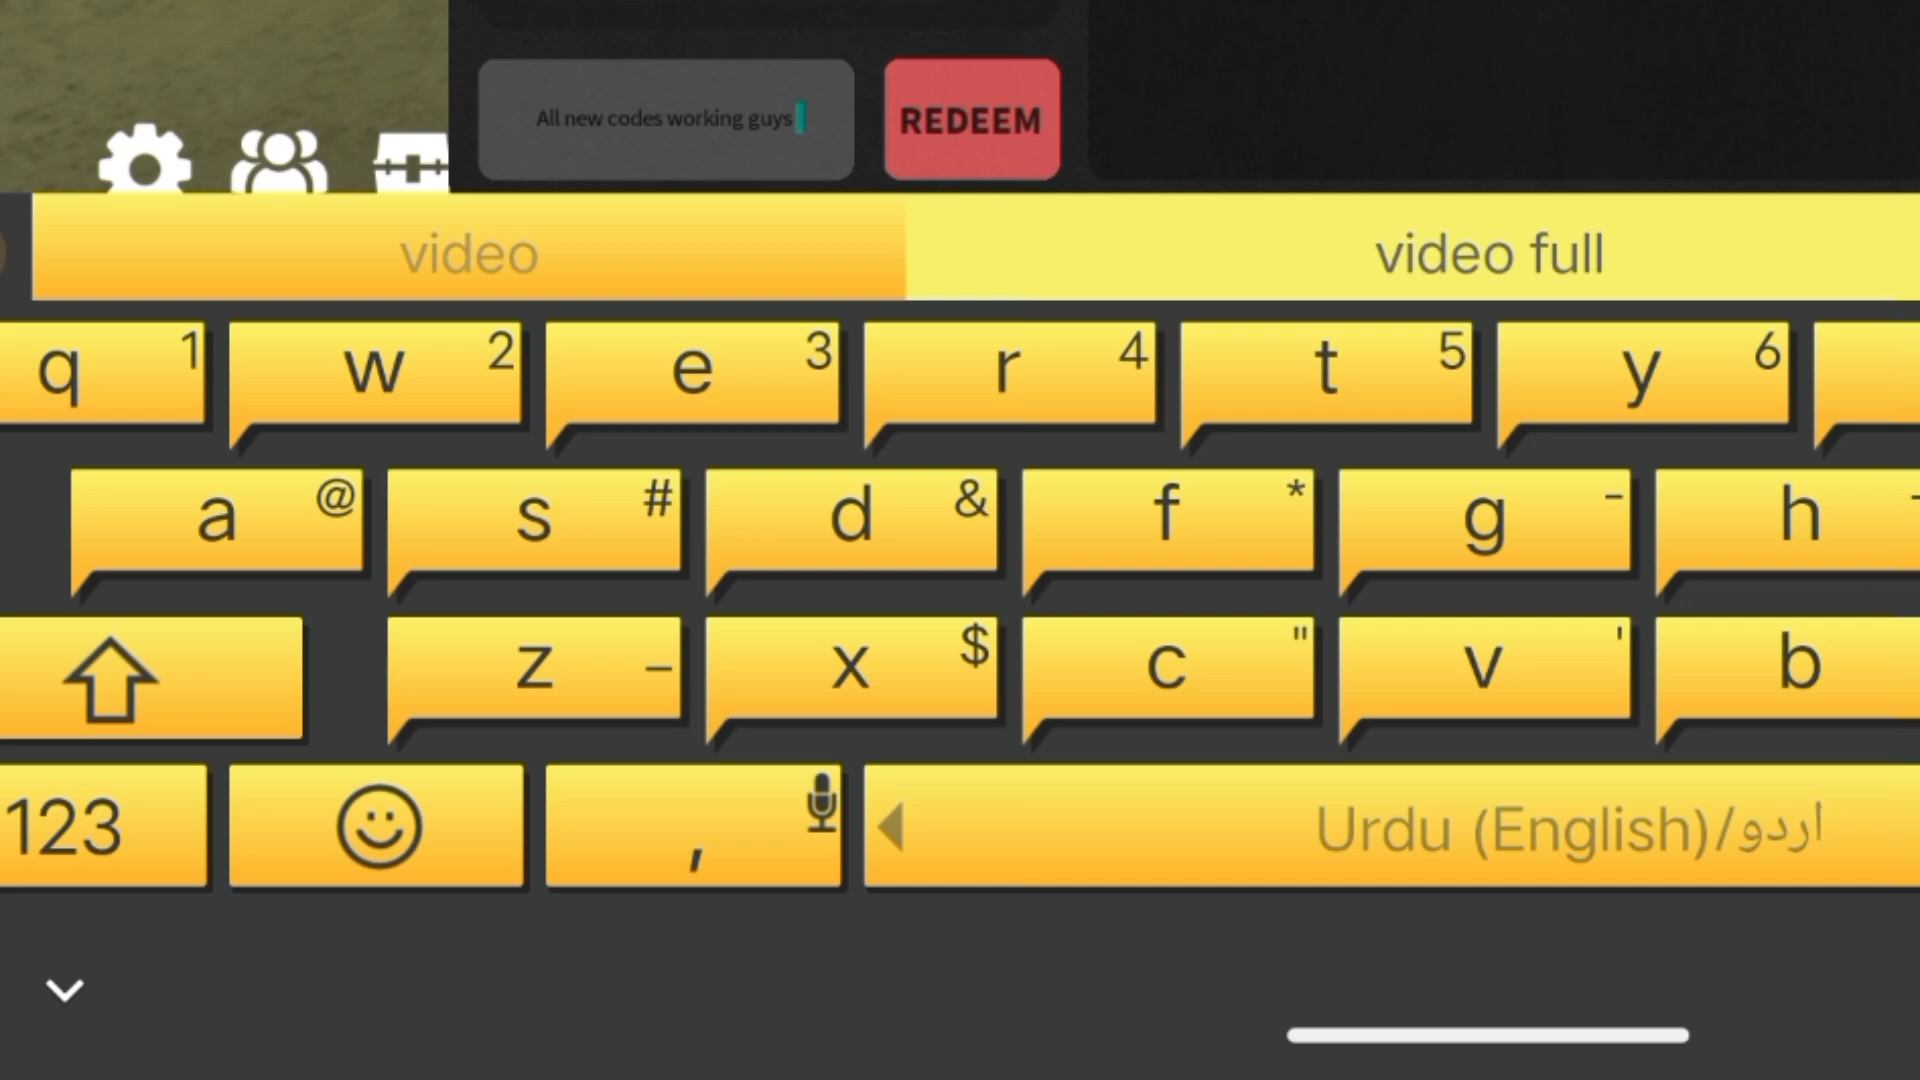 All new codes working guys
REDEEM
video
video full
q 1 w 2 e 3 r 4 t 5 y 6
a @ s # d & f * g - h
z _ x $ c " v ' b
123 , Urdu (English)/اردو